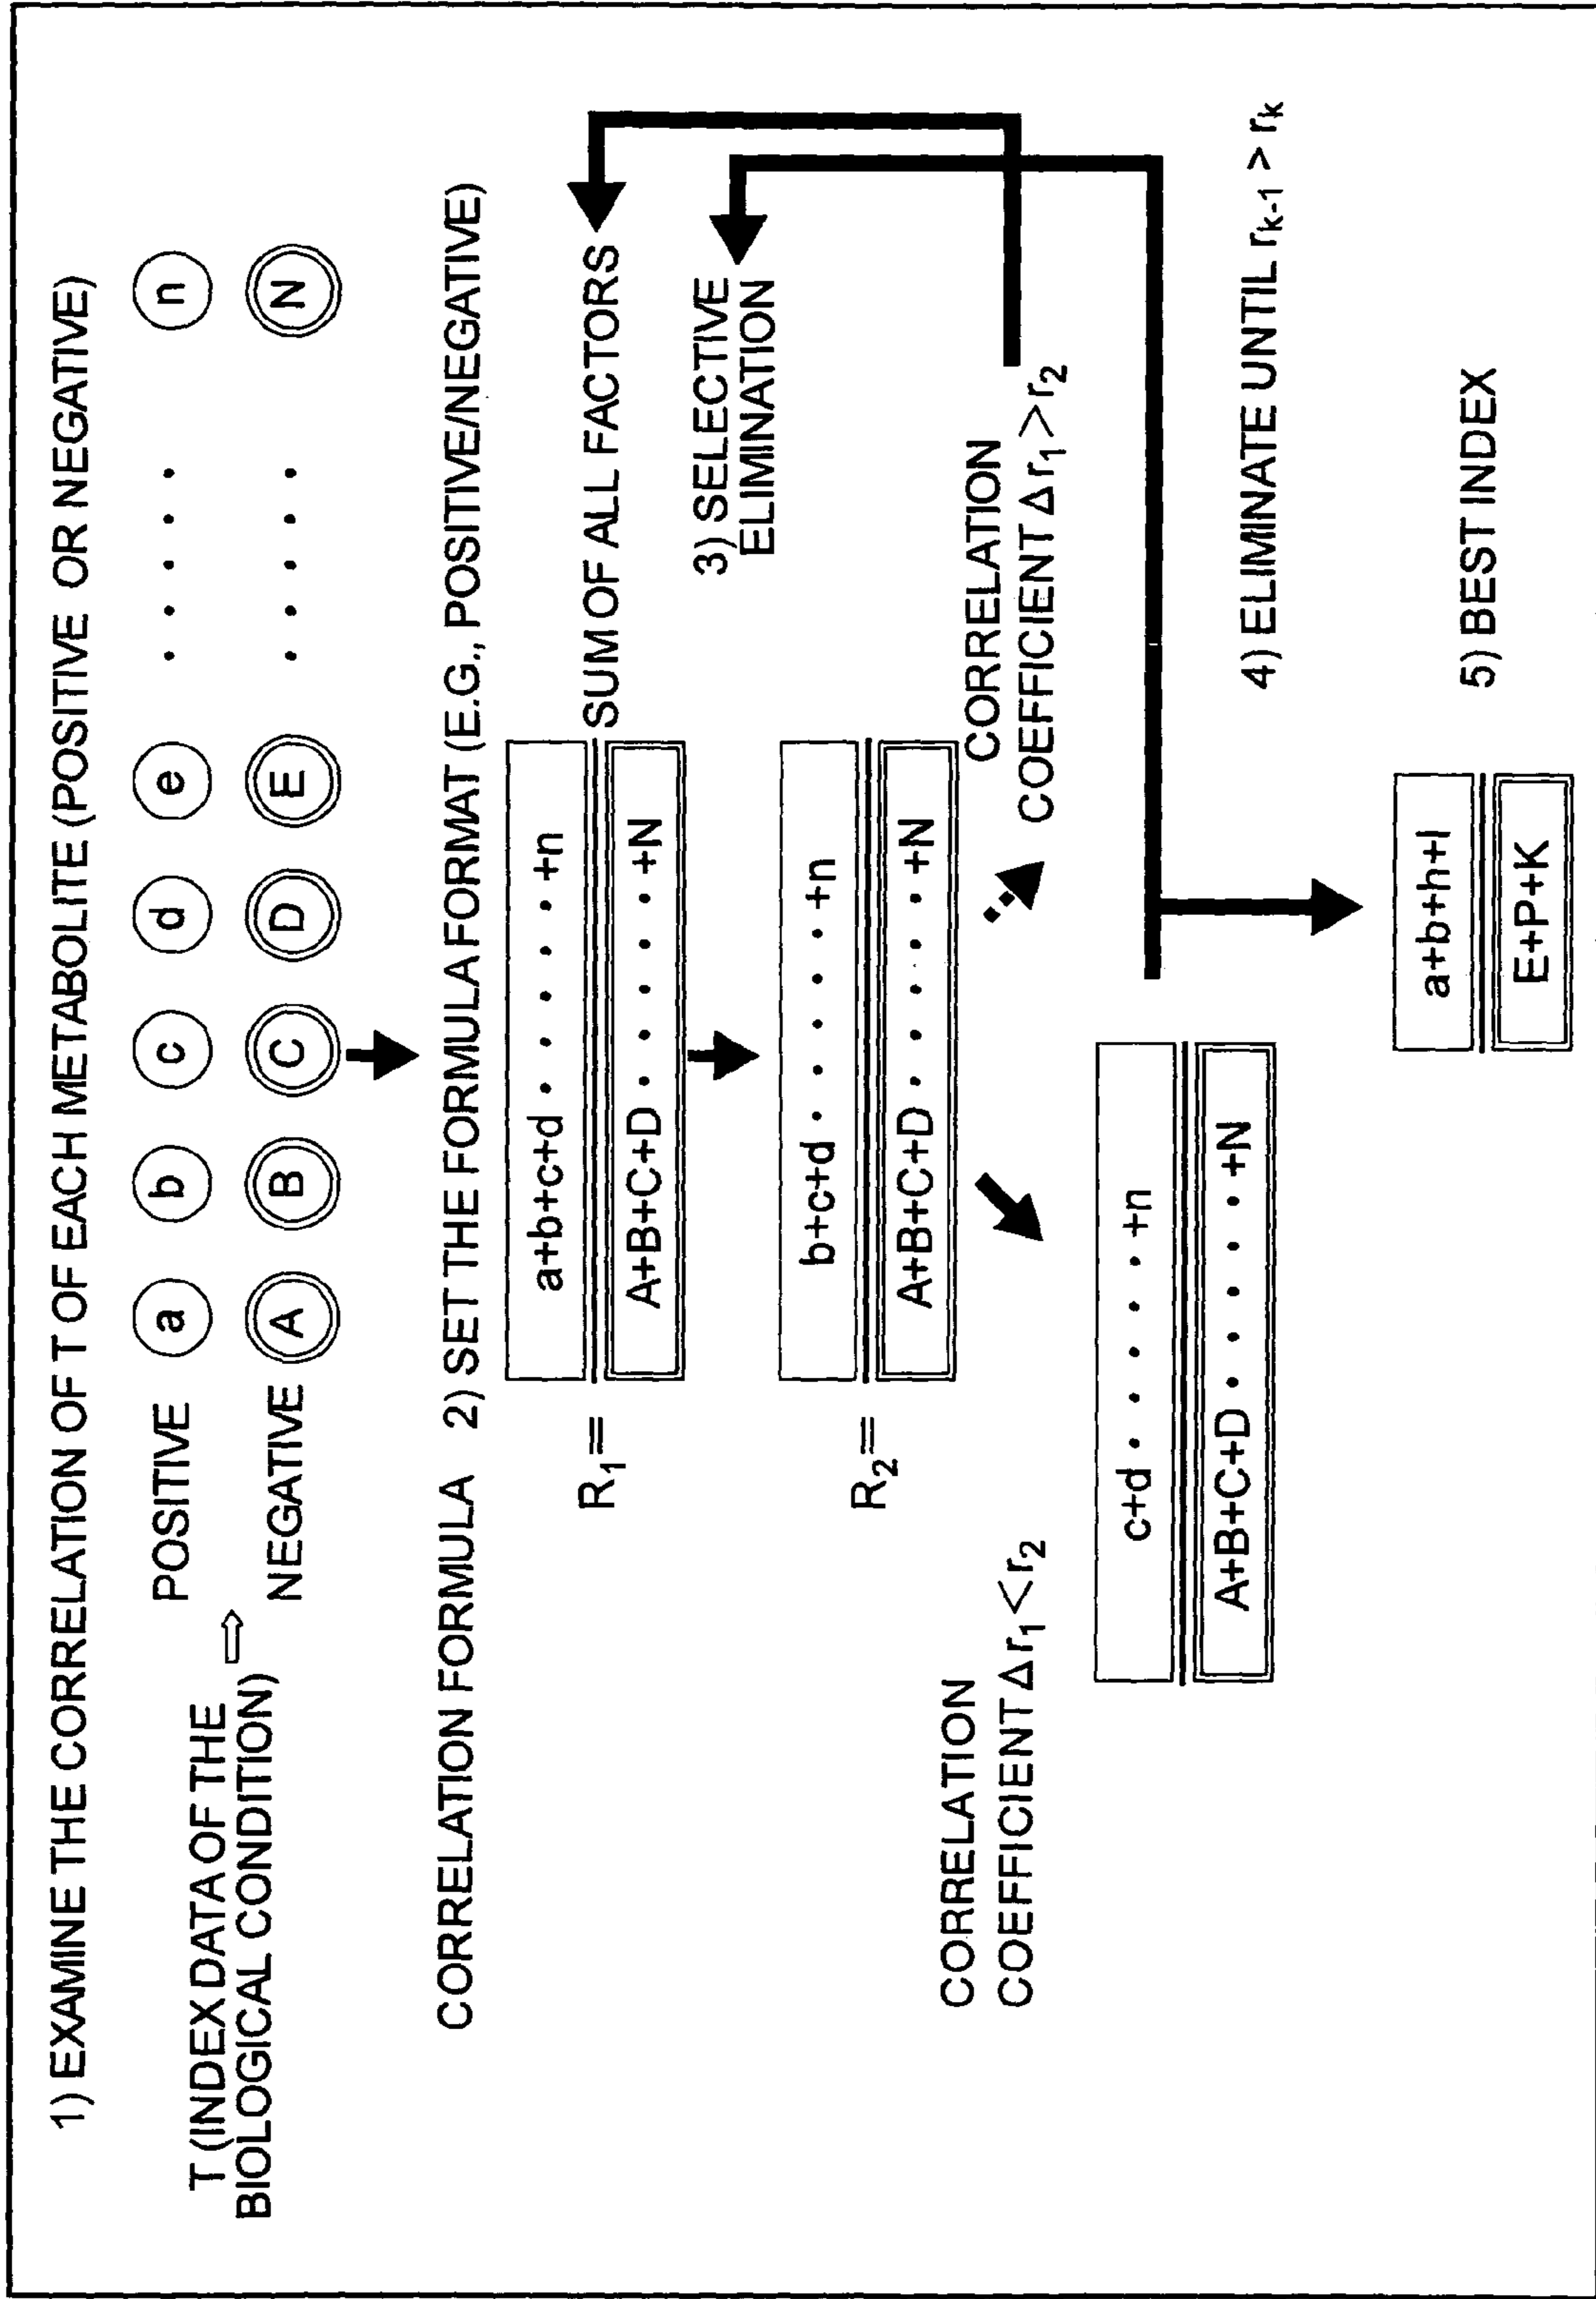 1) EXAMINE THE CORRELATION OF T OF EACH METABOLITE (POSITIVE OR NEGATIVE)
T (INDEX DATA OF THE
BIOLOGICAL CONDITION)
⇨
POSITIVE a b c d e · · · · · n
NEGATIVE A B C D E · · · · · N
CORRELATION FORMULA 2) SET THE FORMULA FORMAT (E.G., POSITIVE/NEGATIVE)
R₁=
a+b+c+d · · · · · +n
A+B+C+D · · · · · +N
SUM OF ALL FACTORS
3) SELECTIVE
ELIMINATION
R₂=
b+c+d · · · · · +n
A+B+C+D · · · · · +N
CORRELATION
COEFFICIENT Δr₁<r₂
CORRELATION
COEFFICIENT Δr₁>r₂
c+d · · · · · +n
A+B+C+D · · · · · +N
4) ELIMINATE UNTIL rₖ₋₁ > rₖ
a+b+h+l
E+P+K
5) BEST INDEX